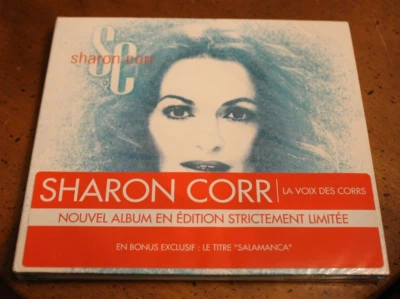 SC
sharon corr
SHARON CORR | LA VOIX DES CORRS
NOUVEL ALBUM EN ÉDITION STRICTEMENT LIMITÉE
EN BONUS EXCLUSIF : LE TITRE "SALAMANCA"